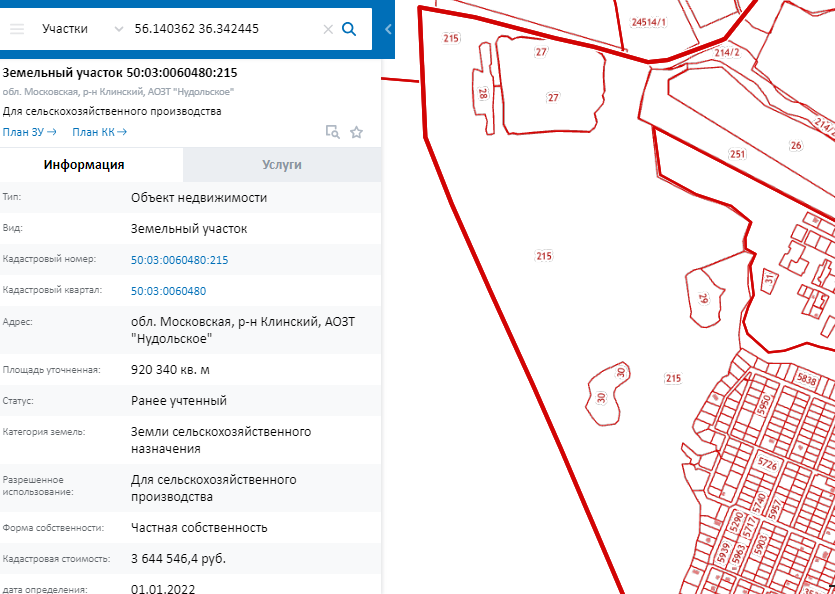 Участки
56.140362 36.342445
Земельный участок 50:03:0060480:215
обл. Московская, р-н Клинский, АОЗТ "Нудольское"
Для сельскохозяйственного производства
План ЗУ → План КК →
Информация
Услуги
Тип: Объект недвижимости
Вид: Земельный участок
Кадастровый номер: 50:03:0060480:215
Кадастровый квартал: 50:03:0060480
Адрес: обл. Московская, р-н Клинский, АОЗТ
"Нудольское"
Площадь уточненная: 920 340 кв. м
Статус: Ранее учтенный
Категория земель: Земли сельскохозяйственного
назначения
Разрешенное
использование:
Для сельскохозяйственного
производства
Форма собственности: Частная собственность
Кадастровая стоимость: 3 644 546,4 руб.
дата определения: 01.01.2022
24514/1
215
27
214/2
28
27
214/2
26
251
215
31
29
30
30
215
5838
5950
5726
5740
5957
5290
5717
5939
5963
5903